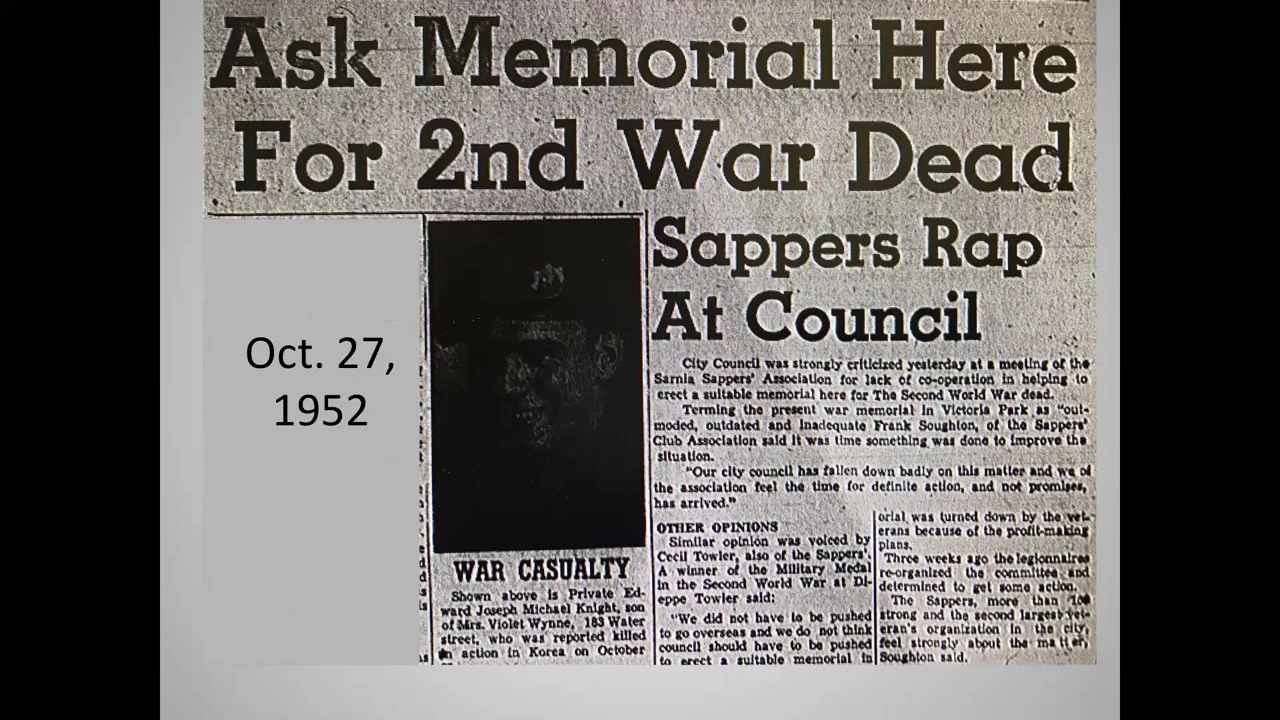 Ask Memorial Here
For 2nd War Dead
Oct. 27,
1952
WAR CASUALTY
Shown above is Private Ed-
ward Joseph Michael Knight, son
of Mrs. Violet Wynne, 183 Water
street, who was reported killed
in action in Korea on October
Sappers Rap
At Council
City Council was strongly criticized yesterday at a meeting of the
Sarnia Sappers' Association for lack of co-operation in helping to
erect a suitable memorial here for The Second World War dead.
Terming the present war memorial in Victoria Park as "out-
moded, outdated and inadequate Frank Soughton, of the Sappers'
Club Association said it was time something was done to improve the
situation.
"Our city council has fallen down badly on this matter and we of
the association feel the time for definite action, and not promises,
has arrived."
OTHER OPINIONS
Similar opinion was voiced by
Cecil Towler, also of the Sappers'.
A winner of the Military Medal
in the Second World War at Di-
eppe Towler said:
"We did not have to be pushed
to go overseas and we do not think
council should have to be pushed
to erect a suitable memorial in
orial was turned down by the vet-
erans because of the profit-making
plans.
Three weeks ago the legionnaires
re-organized the committee and
determined to get some action.
The Sappers, more than 100
strong and the second largest vet-
eran's organization in the city,
feel strongly about the matter,
Soughton said.